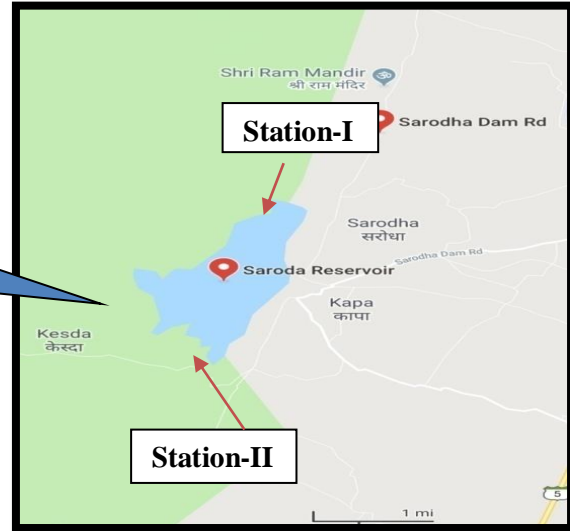 Shri Ram Mandir
श्री राम मंदिर
Station-I
Sarodha Dam Rd
Sarodha
सरोधा
Sarodha Dam Rd
Saroda Reservoir
Kapa
कापा
Kesda
केस्दा
Station-II
5
1 mi